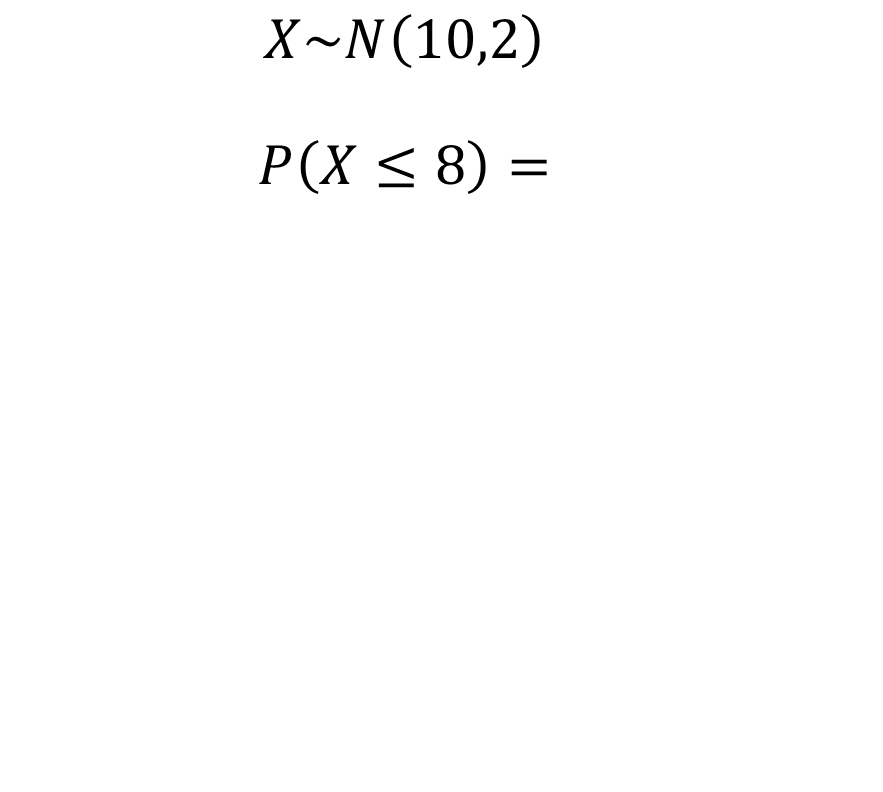 X~N(10,2)
P(X ≤ 8) =